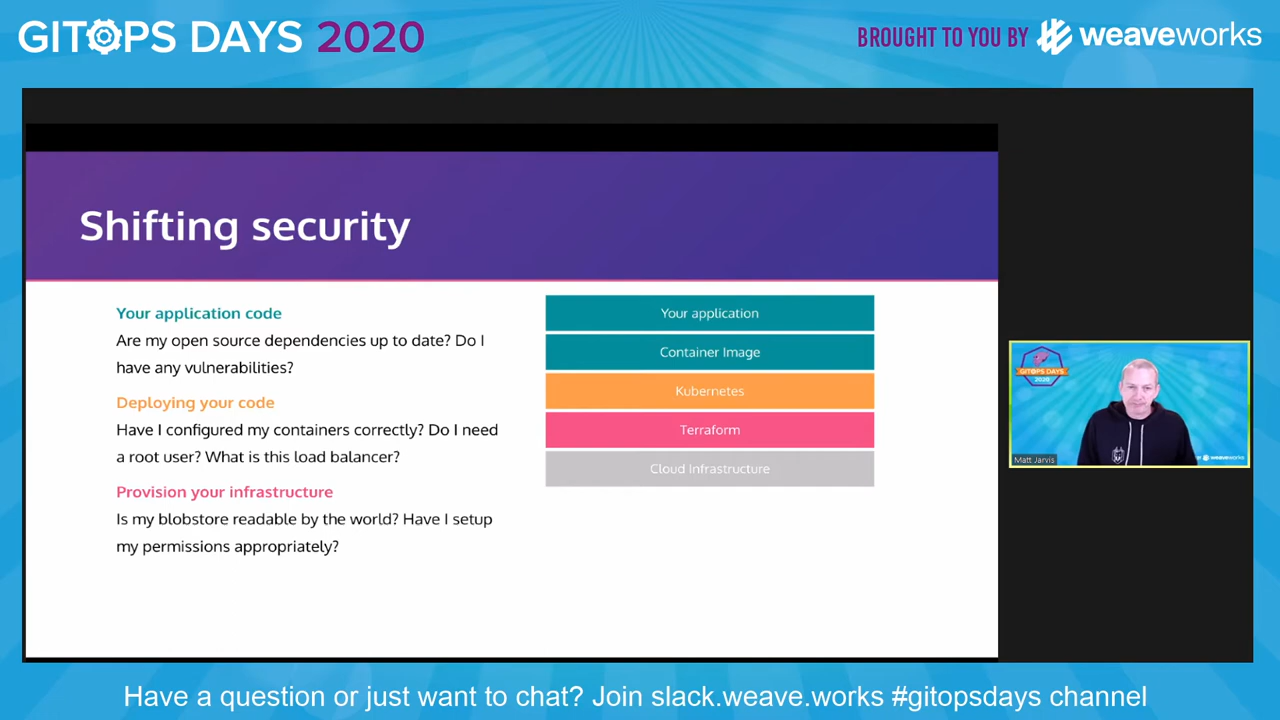 GITOPS DAYS 2020
BROUGHT TO YOU BY weaveworks
Shifting security
Your application code
Are my open source dependencies up to date? Do I
have any vulnerabilities?
Deploying your code
Have I configured my containers correctly? Do I need
a root user? What is this load balancer?
Provision your infrastructure
Is my blobstore readable by the world? Have I setup
my permissions appropriately?
Your application
Container Image
Kubernetes
Terraform
Cloud Infrastructure
GITOPS DAYS
2020
Matt Jarvis
weaveworks
Have a question or just want to chat? Join slack.weave.works #gitopsdays channel